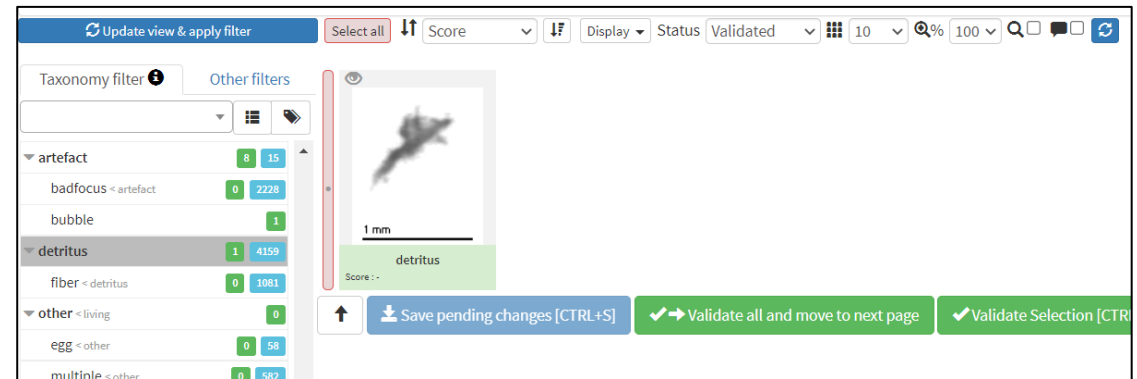 Update view & apply filter
Select all Score Display Status Validated 10 % 100
Taxonomy filter Other filters
artefact 8 15
badfocus < artefact 0 2228
bubble 1
1 mm
detritus 1 4159
detritus
fiber < detritus 0 1081
Score : -
other < living 0
Save pending changes [CTRL+S] Validate all and move to next page Validate Selection [CTR
egg < other 0 58
multiple < other 0 582